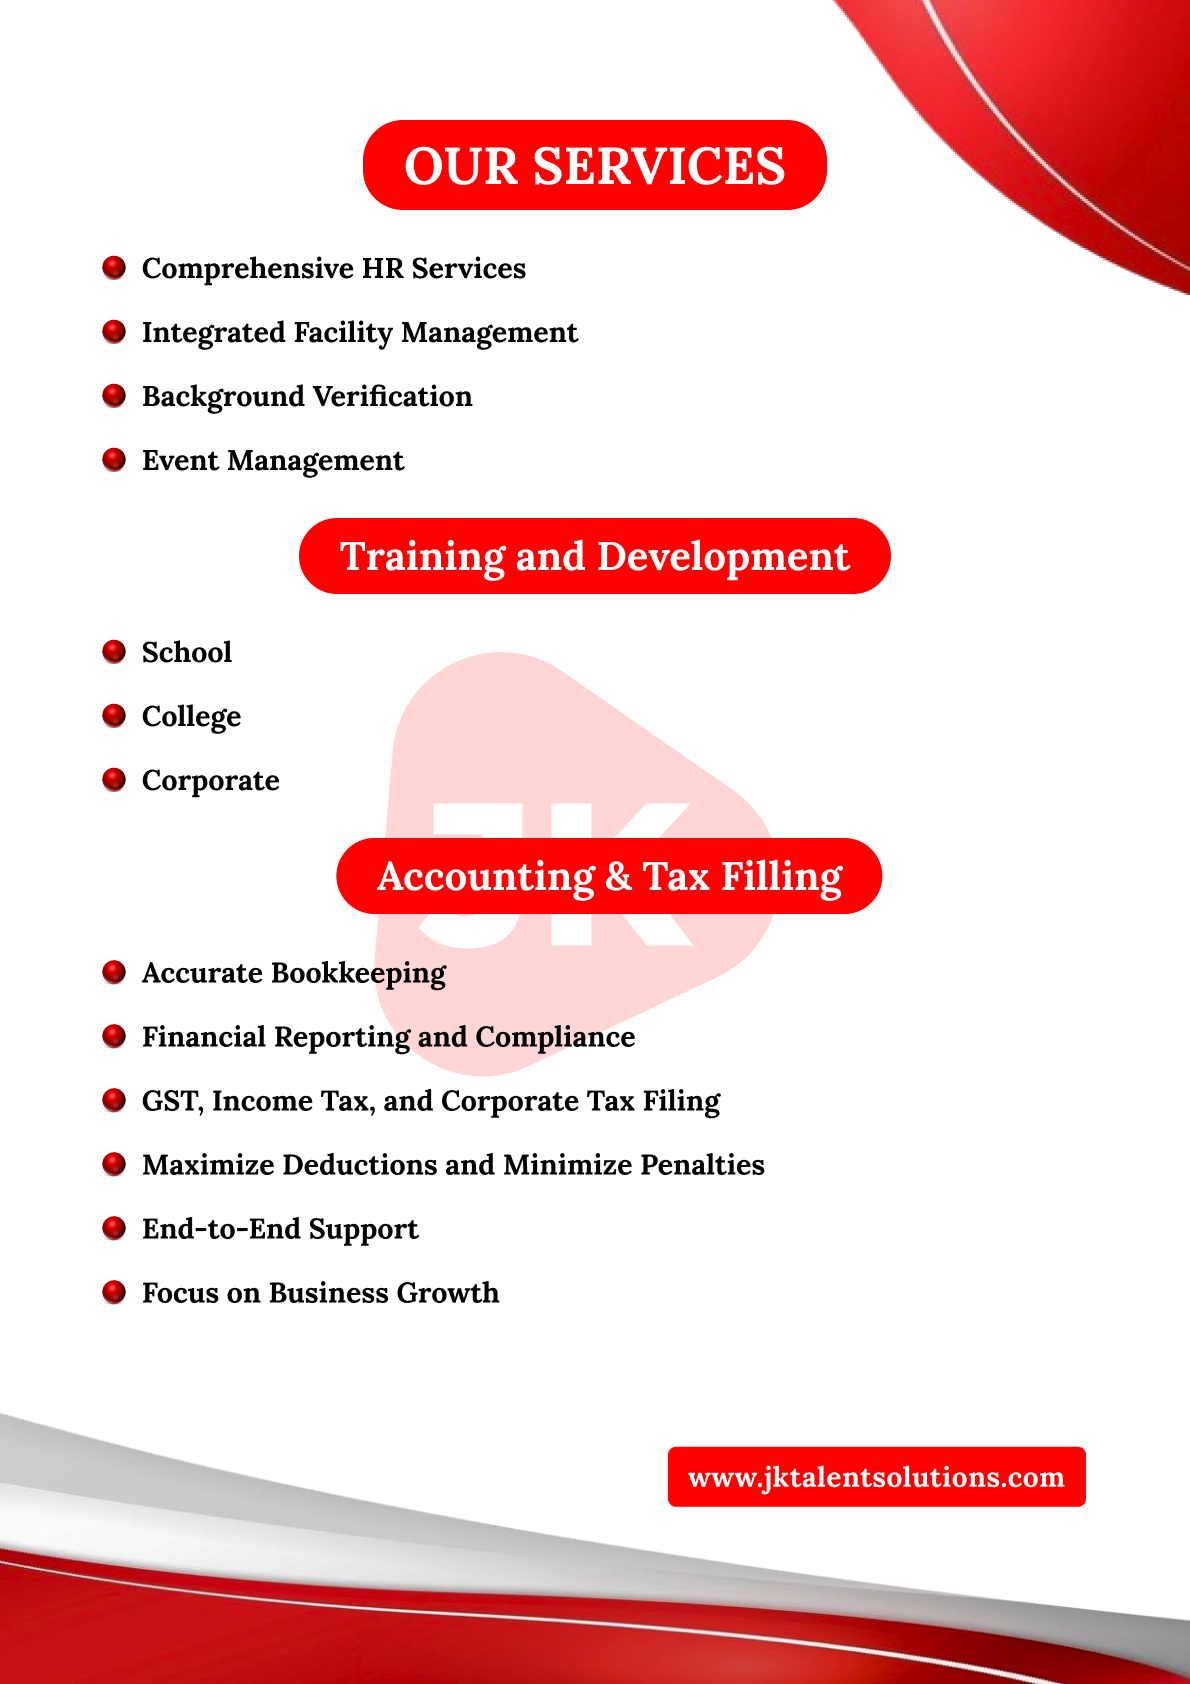 OUR SERVICES
Comprehensive HR Services
Integrated Facility Management
Background Verification
Event Management
Training and Development
School
College
Corporate
JK
Accounting & Tax Filling
Accurate Bookkeeping
Financial Reporting and Compliance
GST, Income Tax, and Corporate Tax Filing
Maximize Deductions and Minimize Penalties
End-to-End Support
Focus on Business Growth
www.jktalentsolutions.com